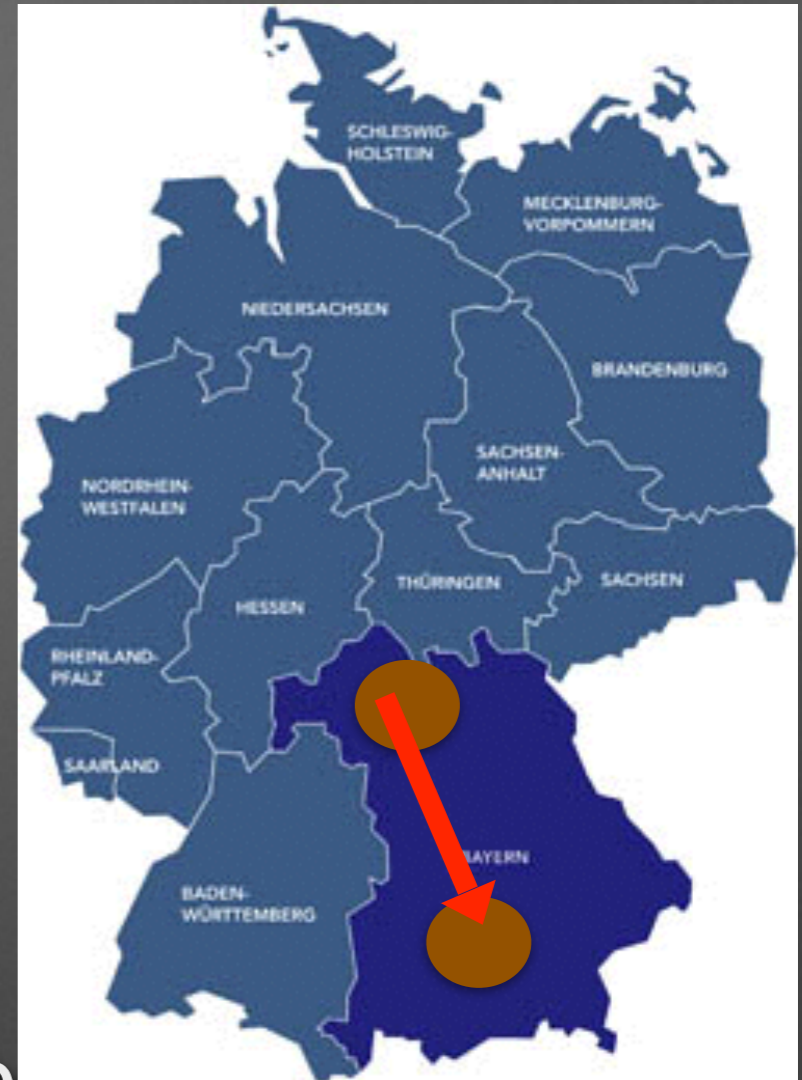 SCHLESWIG-
HOLSTEIN
MECKLENBURG-
VORPOMMERN
NIEDERSACHSEN
BRANDENBURG
SACHSEN-
ANHALT
NORDRHEIN-
WESTFALEN
THÜRINGEN
SACHSEN
HESSEN
RHEINLAND-
PFALZ
SAARLAND
BAYERN
BADEN-
WÜRTTEMBERG